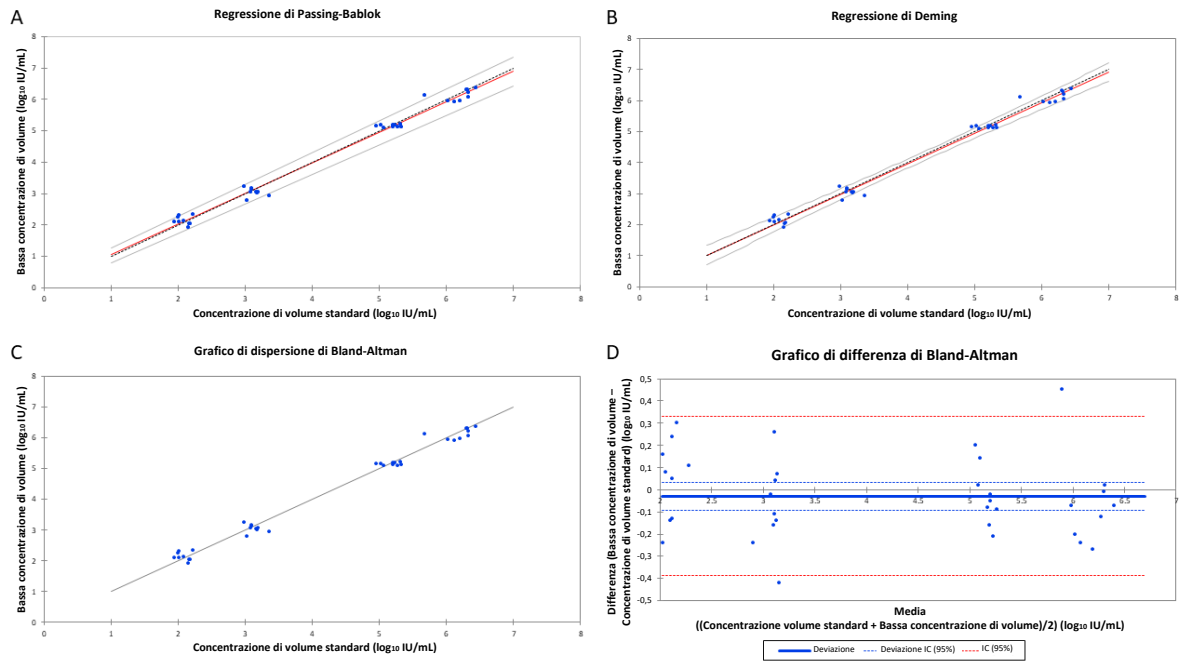 A
Regressione di Passing-Bablok
Bassa concentrazione di volume (log₁₀ IU/mL)
8
7
6
5
4
3
2
1
0
0 1 2 3 4 5 6 7 8
Concentrazione di volume standard (log₁₀ IU/mL)
B
Regressione di Deming
Bassa concentrazione di volume (log₁₀ IU/mL)
8
7
6
5
4
3
2
1
0
0 1 2 3 4 5 6 7 8
Concentrazione di volume standard (log₁₀ IU/mL)
C
Grafico di dispersione di Bland-Altman
Bassa concentrazione di volume (log₁₀ IU/mL)
8
7
6
5
4
3
2
1
0
0 1 2 3 4 5 6 7 8
Concentrazione di volume standard (log₁₀ IU/mL)
D
Grafico di differenza di Bland-Altman
Differenza (Bassa concentrazione di volume –
Concentrazione di volume standard) (log₁₀ IU/mL)
0,5
0,4
0,3
0,2
0,1
0
-0,1
-0,2
-0,3
-0,4
-0,5
2 2.5 3 3.5 4 4.5 5 5.5 6 6.5 7
Media
((Concentrazione volume standard + Bassa concentrazione di volume)/2) (log₁₀ IU/mL)
Deviazione Deviazione IC (95%) IC (95%)